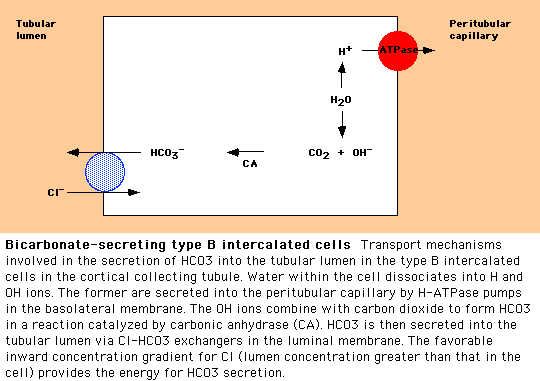 Tubular
lumen
Peritubular
capillary
H+
ATPase
H2O
HCO3–
CA
CO2 + OH–
Cl–
Bicarbonate-secreting type B intercalated cells Transport mechanisms
involved in the secretion of HCO3 into the tubular lumen in the type B intercalated
cells in the cortical collecting tubule. Water within the cell dissociates into H and
OH ions. The former are secreted into the peritubular capillary by H-ATPase pumps
in the basolateral membrane. The OH ions combine with carbon dioxide to form HCO3
in a reaction catalyzed by carbonic anhydrase (CA). HCO3 is then secreted into the
tubular lumen via Cl-HCO3 exchangers in the luminal membrane. The favorable
inward concentration gradient for Cl (lumen concentration greater than that in the
cell) provides the energy for HCO3 secretion.